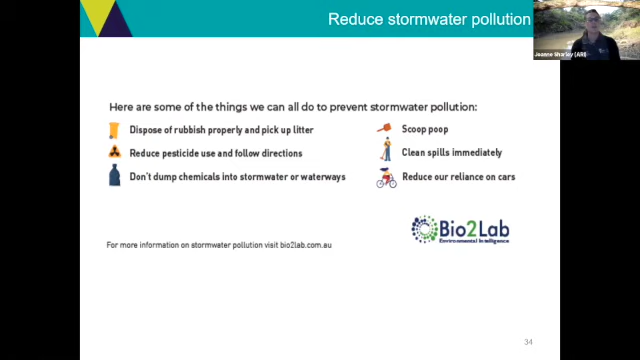 Reduce stormwater pollution
Joanne Sharley (ARI)
Here are some of the things we can all do to prevent stormwater pollution:
Dispose of rubbish properly and pick up litter
Reduce pesticide use and follow directions
Don't dump chemicals into stormwater or waterways
Scoop poop
Clean spills immediately
Reduce our reliance on cars
Bio2Lab
Environmental Intelligence
For more information on stormwater pollution visit bio2lab.com.au
34